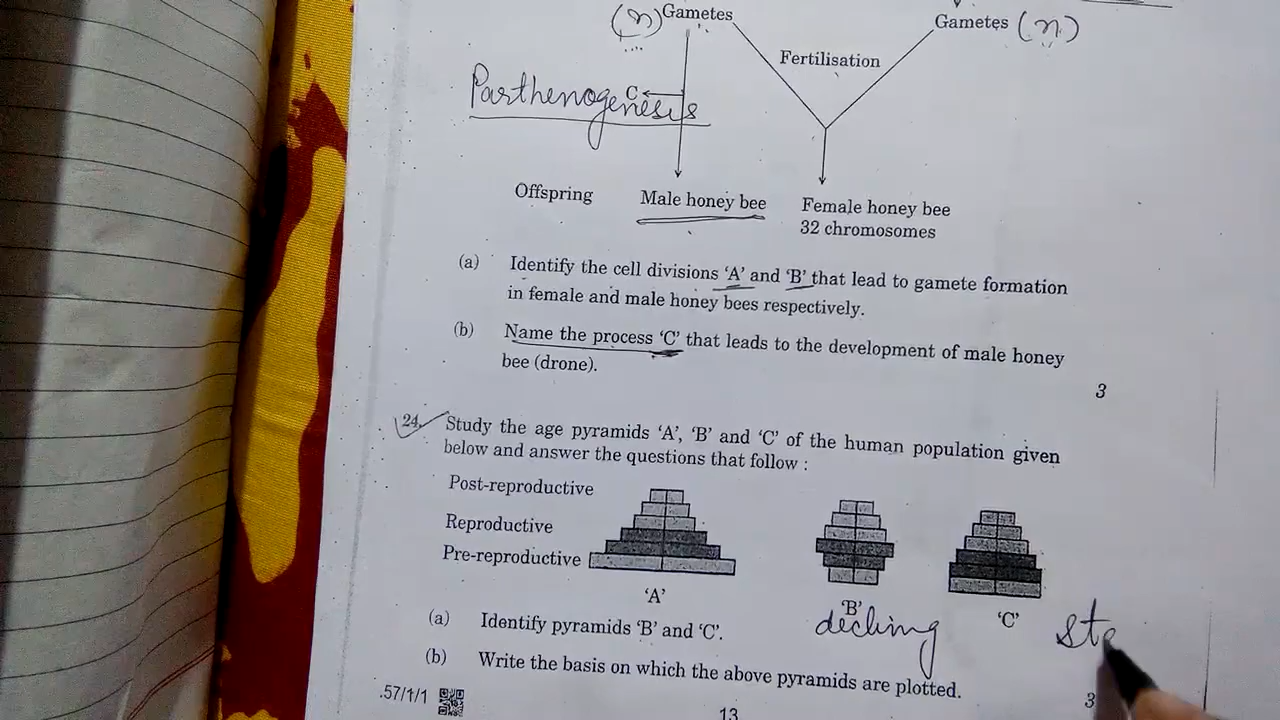 (n) Gametes
Gametes (n)
Fertilisation
C
Parthenogenesis
Offspring Male honey bee Female honey bee
32 chromosomes
(a) Identify the cell divisions ‘A’ and ‘B’ that lead to gamete formation
in female and male honey bees respectively.
(b) Name the process ‘C’ that leads to the development of male honey
bee (drone).
3
24. Study the age pyramids ‘A’, ‘B’ and ‘C’ of the human population given
below and answer the questions that follow :
Post-reproductive
Reproductive
Pre-reproductive
‘A’ ‘B’ ‘C’
decling
(a) Identify pyramids ‘B’ and ‘C’.
(b) Write the basis on which the above pyramids are plotted.
3
.57/1/1
13